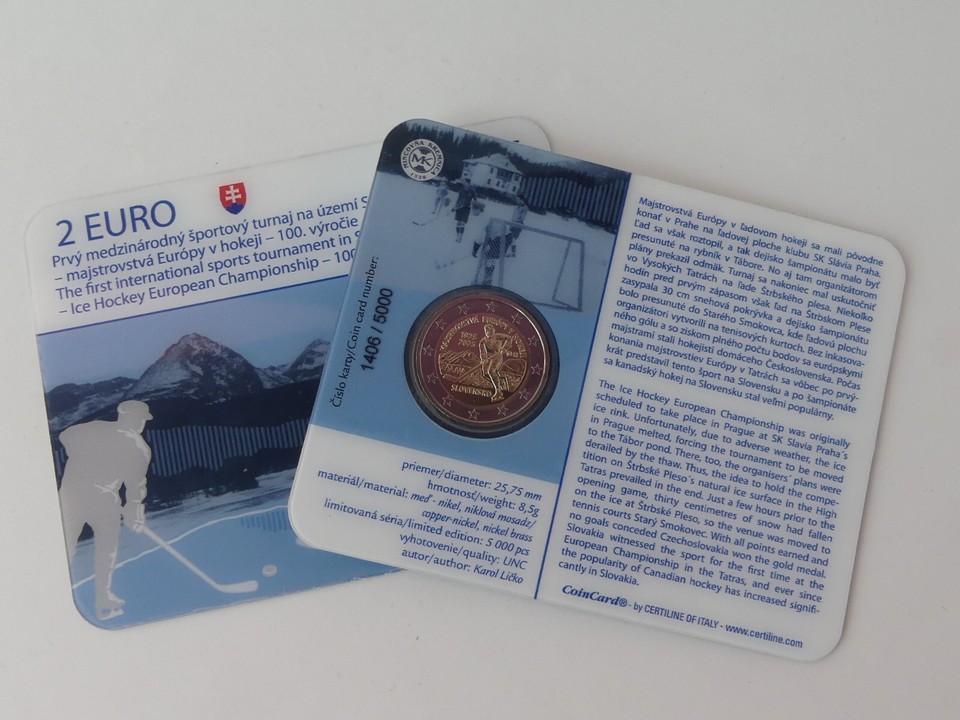 2 EURO
Prvý medzinárodný športový turnaj na území S
– majstrovstvá Európy v hokeji – 100. výročie
The first international sports tournament in S
– Ice Hockey European Championship – 100
MINCOVŇA KREMNICA
MK
1328
Číslo karty/Coin card number:
1406 / 5000
MAJSTROVSTVÁ EURÓPY V HOKEJI
1925
2025
SLOVENSKO
priemer/diameter: 25,75 mm
hmotnosť/weight: 8,5g
materiál/material: meď - nikel, niklová mosadz/
copper-nickel, nickel brass
limitovaná séria/limited edition: 5 000 pcs
vyhotovenie/quality: UNC
autor/author: Karol Ličko
Majstrovstvá Európy v ľadovom hokeji sa mali pôvodne
konať v Prahe na ľadovej ploche klubu SK Slávia Praha.
Ľad sa však roztopil, a tak dejisko šampionátu malo byť
presunuté na rybník v Tábore. No aj tam organizátorom
plány prekazil odmäk. Turnaj sa nakoniec mal uskutočniť
vo Vysokých Tatrách na ľade Štrbského plesa. Niekoľko
hodín pred prvým zápasom však ľad na Štrbskom Plese
zasypala 30 cm snehová pokrývka a dejisko šampionátu
bolo presunuté do Starého Smokovca, kde ľadovú plochu
organizátori vytvorili na tenisových kurtoch. Bez inkasova-
ného gólu a so ziskom plného počtu bodov sa európskymi
majstrami stali hokejisti domáceho Československa. Počas
konania majstrovstiev Európy v Tatrách sa vôbec po prvý-
krát predstavil tento šport na Slovensku a po šampionáte
sa kanadský hokej na Slovensku stal veľmi populárny.
The Ice Hockey European Championship was originally
scheduled to take place in Prague at SK Slavia Praha´s
ice rink. Unfortunately, due to adverse weather, the ice
in Prague melted, forcing the tournament to be moved
to the Tábor pond. There, too, the organisers´ plans were
derailed by the thaw. Thus, the idea to hold the compe-
tition on Štrbské Pleso´s natural ice surface in the High
Tatras prevailed in the end. Just a few hours prior to the
opening game, thirty centimetres of snow had fallen
on the ice at Štrbské Pleso, so the venue was moved to
tennis courts Starý Smokovec. With all points earned and
no goals conceded Czechoslovakia won the gold medal.
Slovakia witnessed the sport for the first time at the
European Championship in the Tatras, and ever since
the popularity of Canadian hockey has increased signifi-
cantly in Slovakia.
CoinCard® - by CERTILINE OF ITALY - www.certiline.com